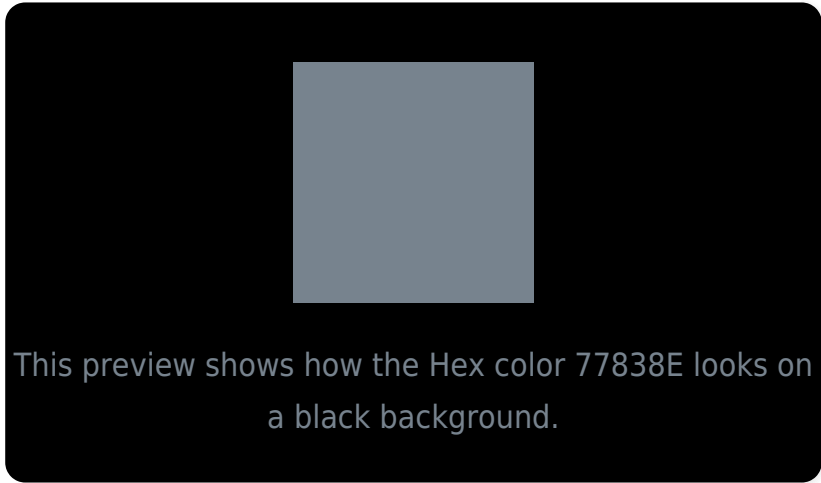 This preview shows how the Hex color 77838E looks on
a black background.